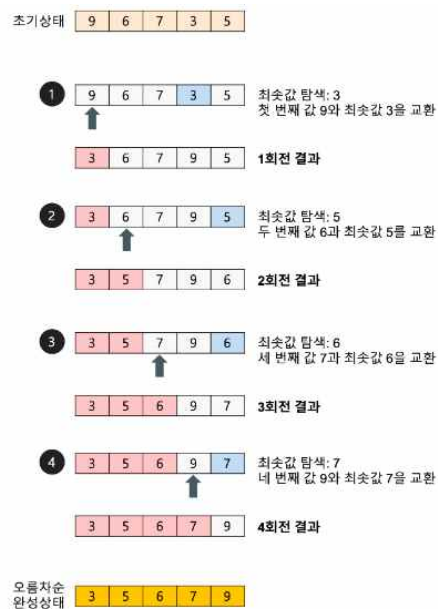 초기상태 9 6 7 3 5
1 9 6 7 3 5 최솟값 탐색: 3
첫 번째 값 9와 최솟값 3을 교환
3 6 7 9 5 1회전 결과
2 3 6 7 9 5 최솟값 탐색: 5
두 번째 값 6과 최솟값 5를 교환
3 5 7 9 6 2회전 결과
3 3 5 7 9 6 최솟값 탐색: 6
세 번째 값 7과 최솟값 6을 교환
3 5 6 9 7 3회전 결과
4 3 5 6 9 7 최솟값 탐색: 7
네 번째 값 9와 최솟값 7을 교환
3 5 6 7 9 4회전 결과
오름차순
완성상태 3 5 6 7 9